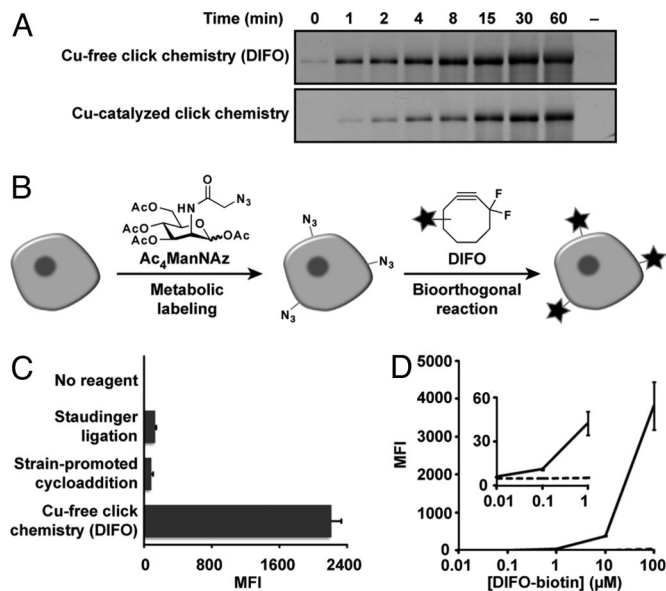 A
Time (min) 0 1 2 4 8 15 30 60 –
Cu-free click chemistry (DIFO)
Cu-catalyzed click chemistry
B
O
N3
HN
AcO
AcO
AcO
OAc
Ac4ManNAz
Metabolic
labeling
N3
N3
N3
F
F
DIFO
Bioorthogonal
reaction
C
No reagent
Staudinger
ligation
Strain-promoted
cycloaddition
Cu-free click
chemistry (DIFO)
0 800 1600 2400
MFI
D
5000
4000
3000
2000
1000
0
MFI
60
30
0
0.01 0.1 1
0.01 0.1 1 10 100
[DIFO-biotin] (µM)